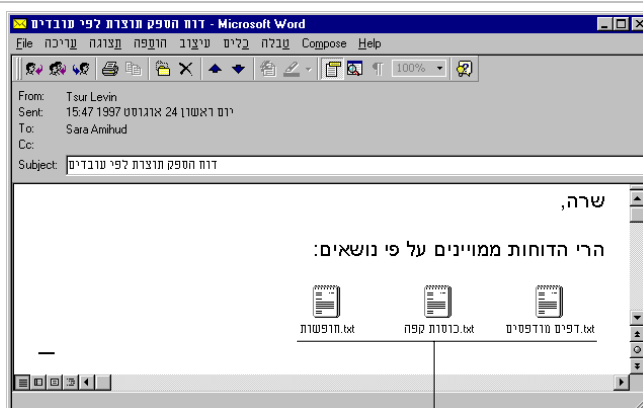 דוח הספק תוצרת לפי עובדים - Microsoft Word
File עריכה תצוגה הוספה עיצוב כלים טבלה Compose Help
100%
From: Tsur Levin
Sent: יום ראשון 24 אוגוסט 1997 15:47
To: Sara Amihud
Cc:
Subject: דוח הספק תוצרת לפי עובדים
שרה,
הרי הדוחות ממויינים על פי נושאים:
דפים מודפסים.txt כוסות קפה.txt חופשות.txt